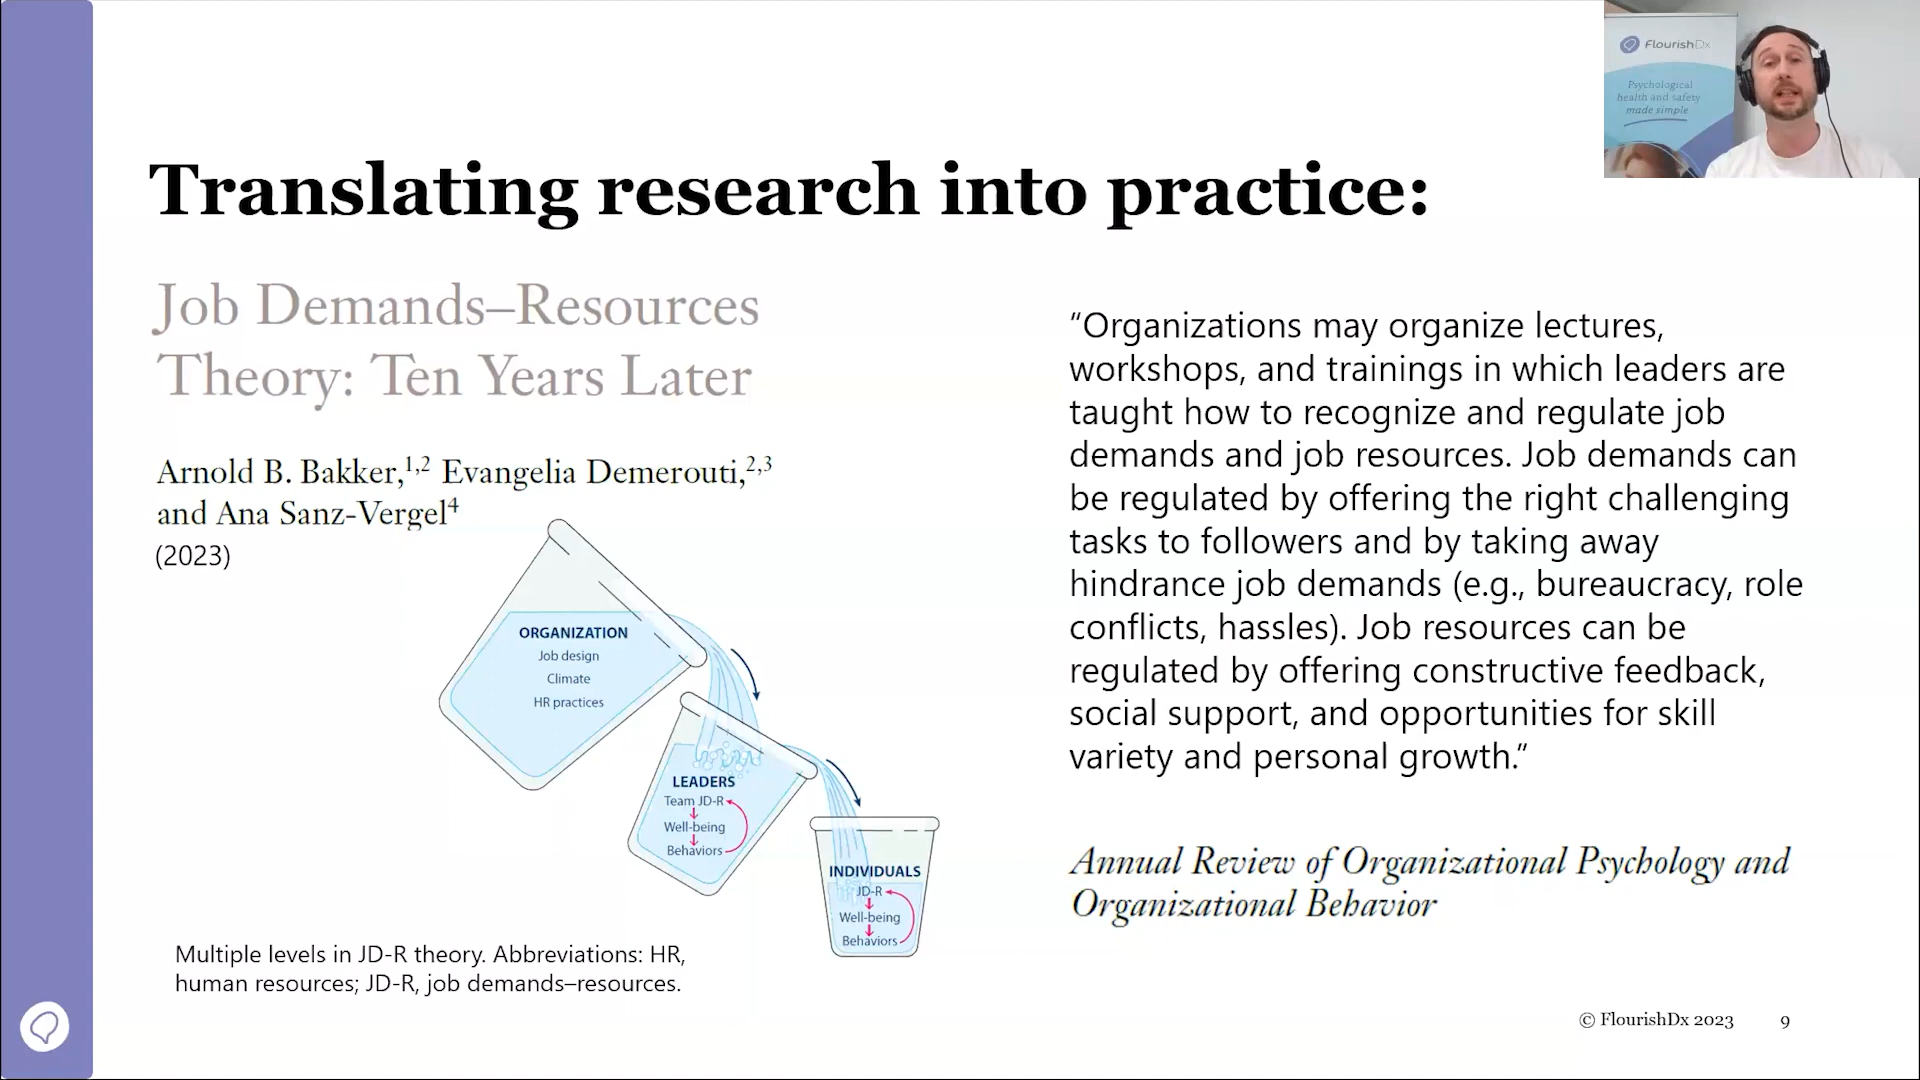 FlourishDx
Psychological
health and safety
made simple
Translating research into practice:
Job Demands–Resources
Theory: Ten Years Later
Arnold B. Bakker,1,2 Evangelia Demerouti,2,3
and Ana Sanz-Vergel4
(2023)
ORGANIZATION
Job design
Climate
HR practices
LEADERS
Team JD-R
Well-being
Behaviors
INDIVIDUALS
JD-R
Well-being
Behaviors
Multiple levels in JD-R theory. Abbreviations: HR,
human resources; JD-R, job demands–resources.
“Organizations may organize lectures,
workshops, and trainings in which leaders are
taught how to recognize and regulate job
demands and job resources. Job demands can
be regulated by offering the right challenging
tasks to followers and by taking away
hindrance job demands (e.g., bureaucracy, role
conflicts, hassles). Job resources can be
regulated by offering constructive feedback,
social support, and opportunities for skill
variety and personal growth.”
Annual Review of Organizational Psychology and
Organizational Behavior
© FlourishDx 2023 9